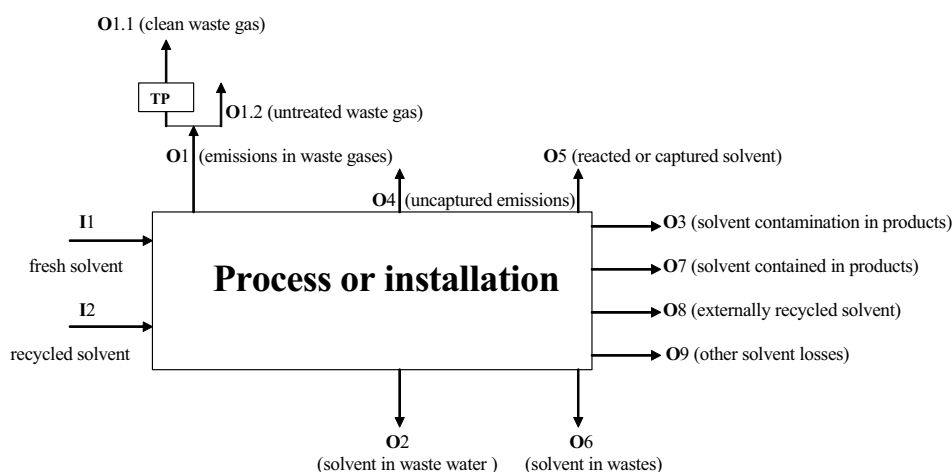 O1.1 (clean waste gas)
TP
O1.2 (untreated waste gas)
O1 (emissions in waste gases)
O5 (reacted or captured solvent)
O4 (uncaptured emissions)
I1
fresh solvent
O3 (solvent contamination in products)
Process or installation
O7 (solvent contained in products)
I2
recycled solvent
O8 (externally recycled solvent)
O9 (other solvent losses)
O2
(solvent in waste water )
O6
(solvent in wastes)